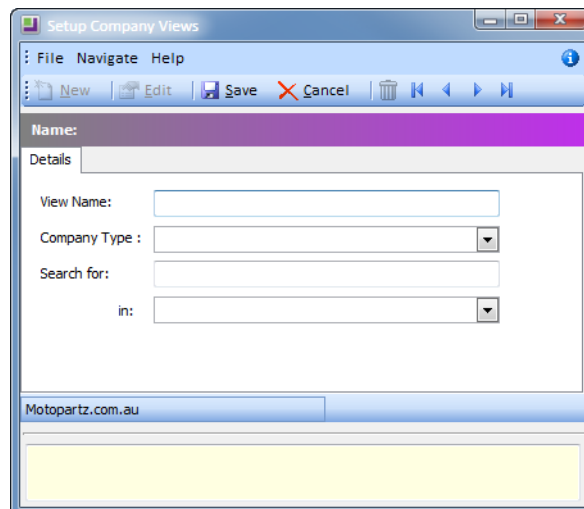 Setup Company Views
File Navigate Help
New Edit Save Cancel
Name:
Details
View Name:
Company Type :
Search for:
in:
Motopartz.com.au